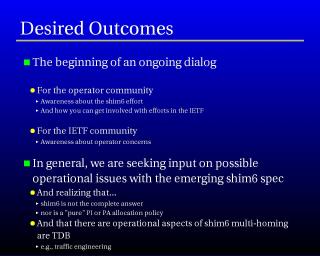 Desired Outcomes
The beginning of an ongoing dialog
For the operator community
Awareness about the shim6 effort
And how you can get involved with efforts in the IETF
For the IETF community
Awareness about operator concerns
In general, we are seeking input on possible
operational issues with the emerging shim6 spec
And realizing that...
shim6 is not the complete answer
nor is a "pure" PI or PA allocation policy
And that there are operational aspects of shim6 multi-homing
are TDB
e.g., traffic engineering